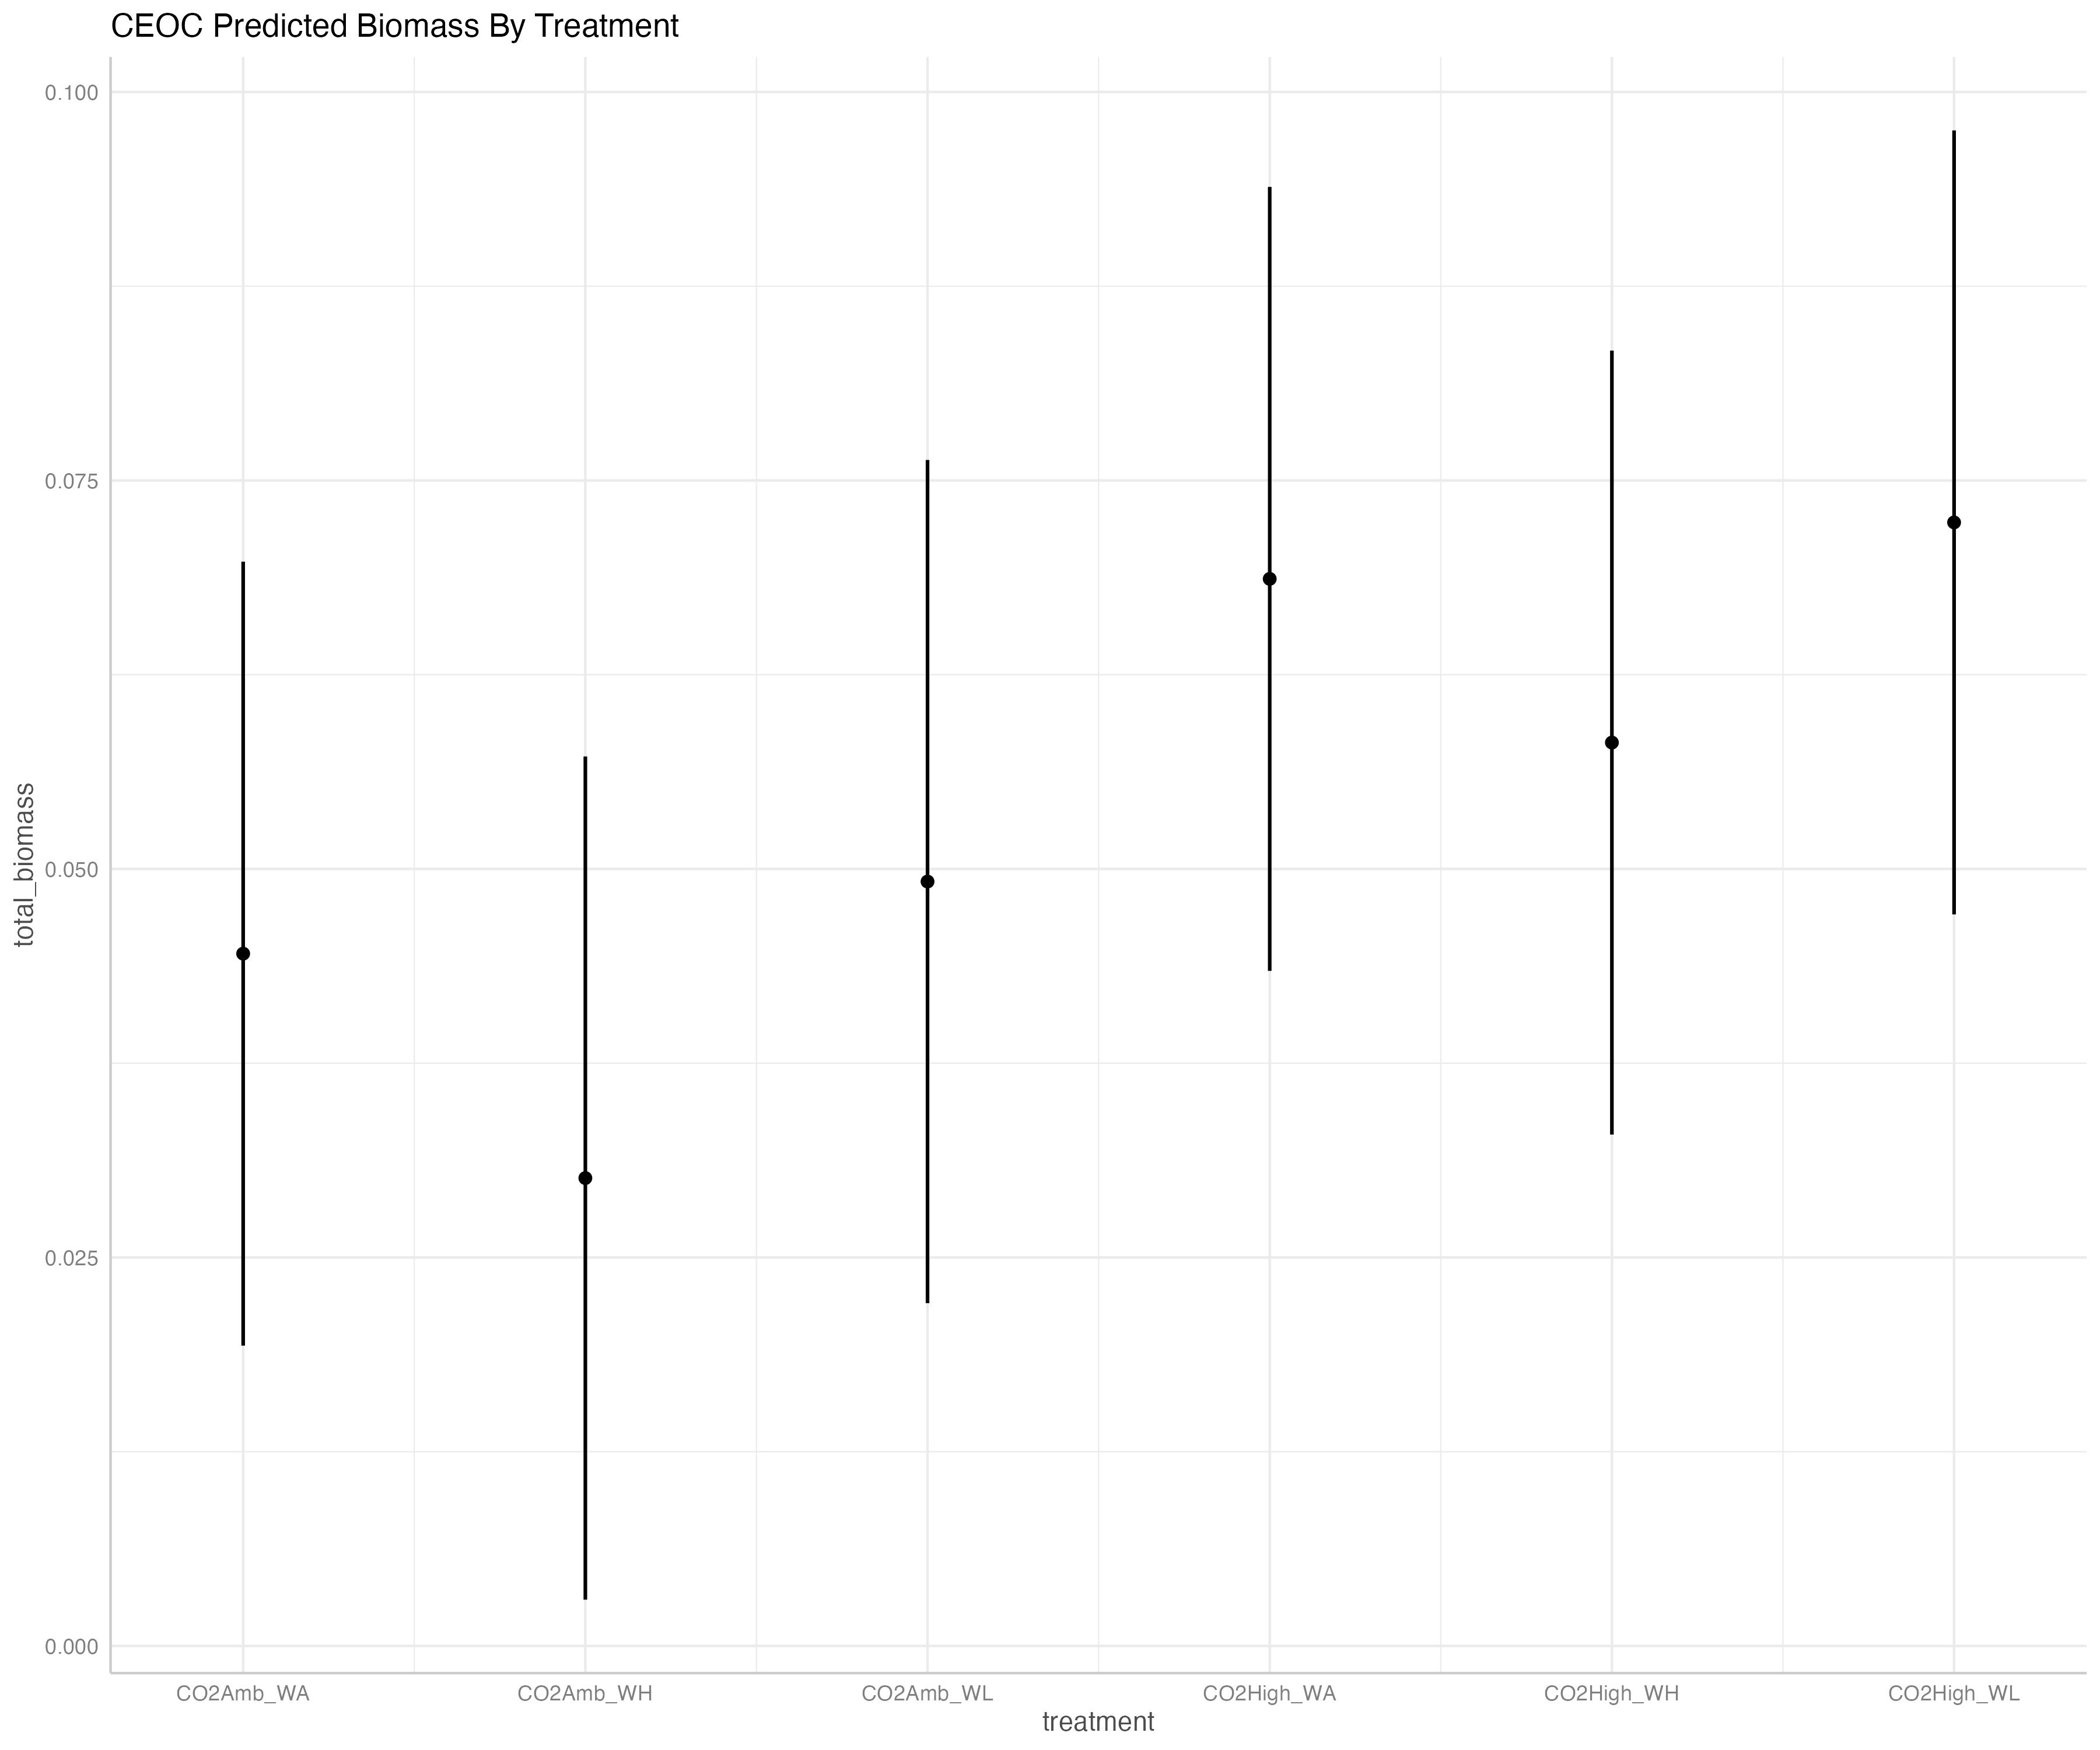 CEOC Predicted Biomass By Treatment
0.100
0.075
0.050
0.025
0.000
total_biomass
CO2Amb_WA CO2Amb_WH CO2Amb_WL CO2High_WA CO2High_WH CO2High_WL
treatment